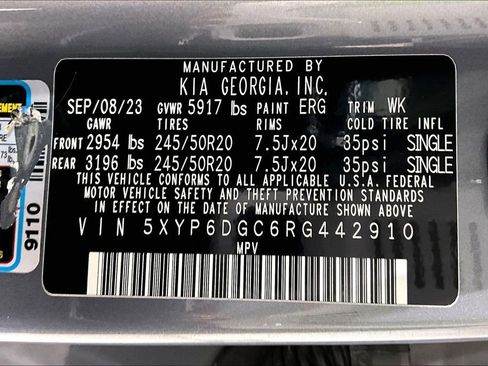 MANUFACTURED BY
KIA GEORGIA, INC.
SEP/08/23 GVWR 5917 lbs PAINT ERG TRIM WK
GAWR TIRES RIMS COLD TIRE INFL
FRONT 2954 lbs 245/50R20 7.5Jx20 35psi SINGLE
REAR 3196 lbs 245/50R20 7.5Jx20 35psi SINGLE
THIS VEHICLE CONFORMS TO ALL APPLICABLE U.S.A. FEDERAL
MOTOR VEHICLE SAFETY AND THEFT PREVENTION STANDARDS
IN EFFECT ON THE DATE OF MANUFACTURE SHOWN ABOVE
VIN 5XYP6DGC6RG442910
MPV
9110